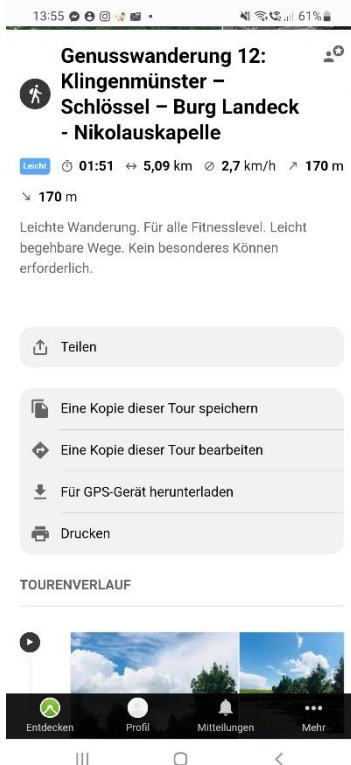 13:55 61%
Genusswanderung 12:
Klingenmünster –
Schlössel – Burg Landeck
- Nikolauskapelle
Leicht 01:51 ↔ 5,09 km ⌀ 2,7 km/h ↗ 170 m
↘ 170 m
Leichte Wanderung. Für alle Fitnesslevel. Leicht
begehbare Wege. Kein besonderes Können
erforderlich.
Teilen
Eine Kopie dieser Tour speichern
Eine Kopie dieser Tour bearbeiten
Für GPS-Gerät herunterladen
Drucken
TOURENVERLAUF
Entdecken Profil Mitteilungen Mehr